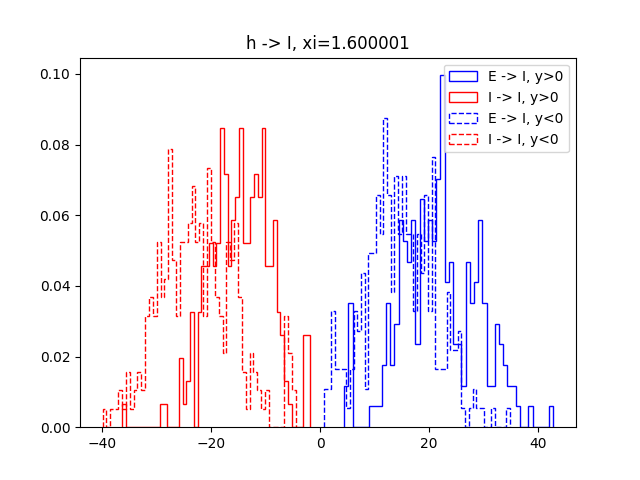 h -> I, xi=1.600001
E -> I, y>0
I -> I, y>0
E -> I, y<0
I -> I, y<0
0.10
0.08
0.06
0.04
0.02
0.00
−40
−20
0
20
40